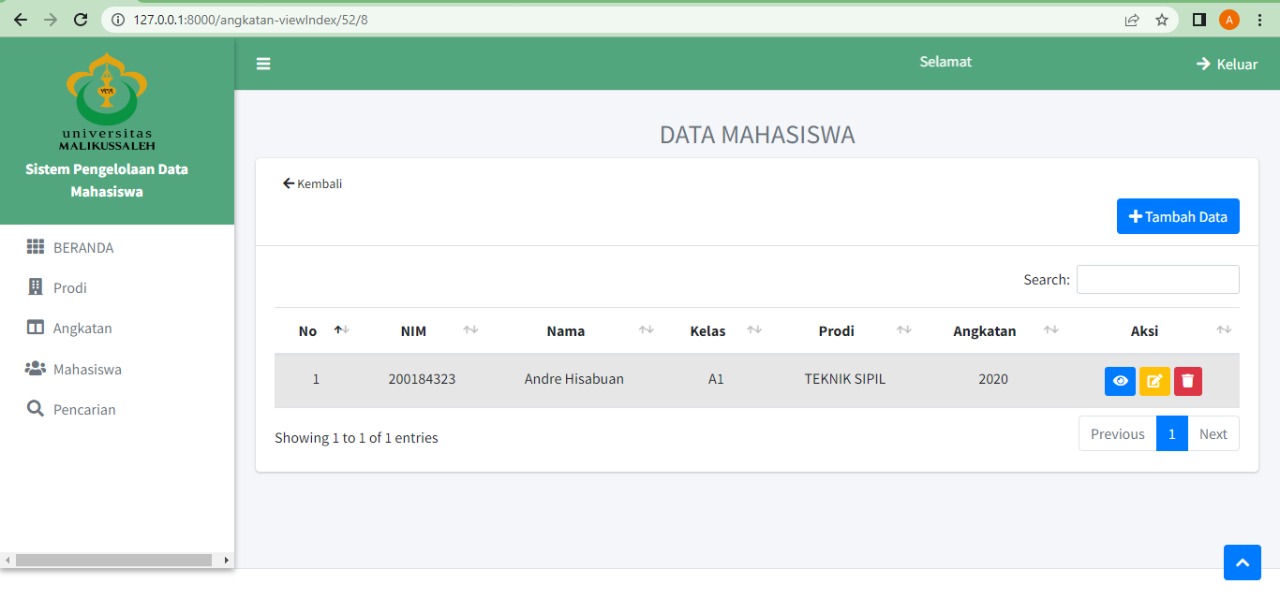 127.0.0.1:8000/angkatan-viewIndex/52/8
A
Selamat
Keluar
universitas
MALIKUSSALEH
Sistem Pengelolaan Data
Mahasiswa
BERANDA
Prodi
Angkatan
Mahasiswa
Pencarian
DATA MAHASISWA
Kembali
Tambah Data
Search:
No NIM Nama Kelas Prodi Angkatan Aksi
1 200184323 Andre Hisabuan A1 TEKNIK SIPIL 2020
Showing 1 to 1 of 1 entries
Previous 1 Next